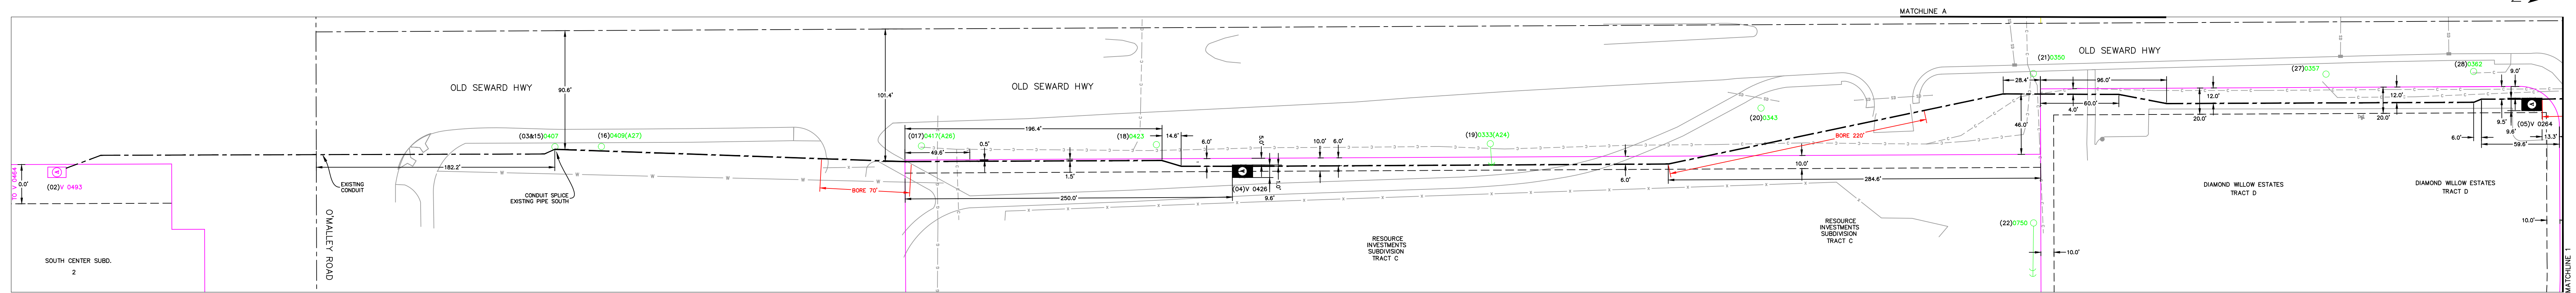 Z
MATCHLINE A
OLD SEWARD HWY
OLD SEWARD HWY
OLD SEWARD HWY
90.6'
101.4'
(03&15)0407
(16)0409(A27)
(017)0417(A26)
196.4'
49.6'
0.5'
(18)0423
14.6'
6.0'
5.0'
10.0'
6.0'
(19)0333(A24)
(20)0343
BORE 220'
28.4'
(21)0350
96.0'
60.0'
4.0'
46.0'
12.0'
20.0'
(27)0357
12.0'
20.0'
(28)0362
9.0'
4.0'
9.5'
9.6'
(05)V 0264
13.3'
6.0'
59.6'
TO V 0464
0.0'
(02)V 0493
EXISTING
CONDUIT
182.2'
CONDUIT SPLICE
EXISTING PIPE SOUTH
BORE 70'
1.5'
250.0'
(04)V 0426
1.0'
9.6'
6.0'
10.0'
284.6'
O'MALLEY ROAD
SOUTH CENTER SUBD.
2
RESOURCE
INVESTMENTS
SUBDIVISION
TRACT C
RESOURCE
INVESTMENTS
SUBDIVISION
TRACT C
(22)0750
10.0'
DIAMOND WILLOW ESTATES
TRACT D
DIAMOND WILLOW ESTATES
TRACT D
10.0'
MATCHLINE 1